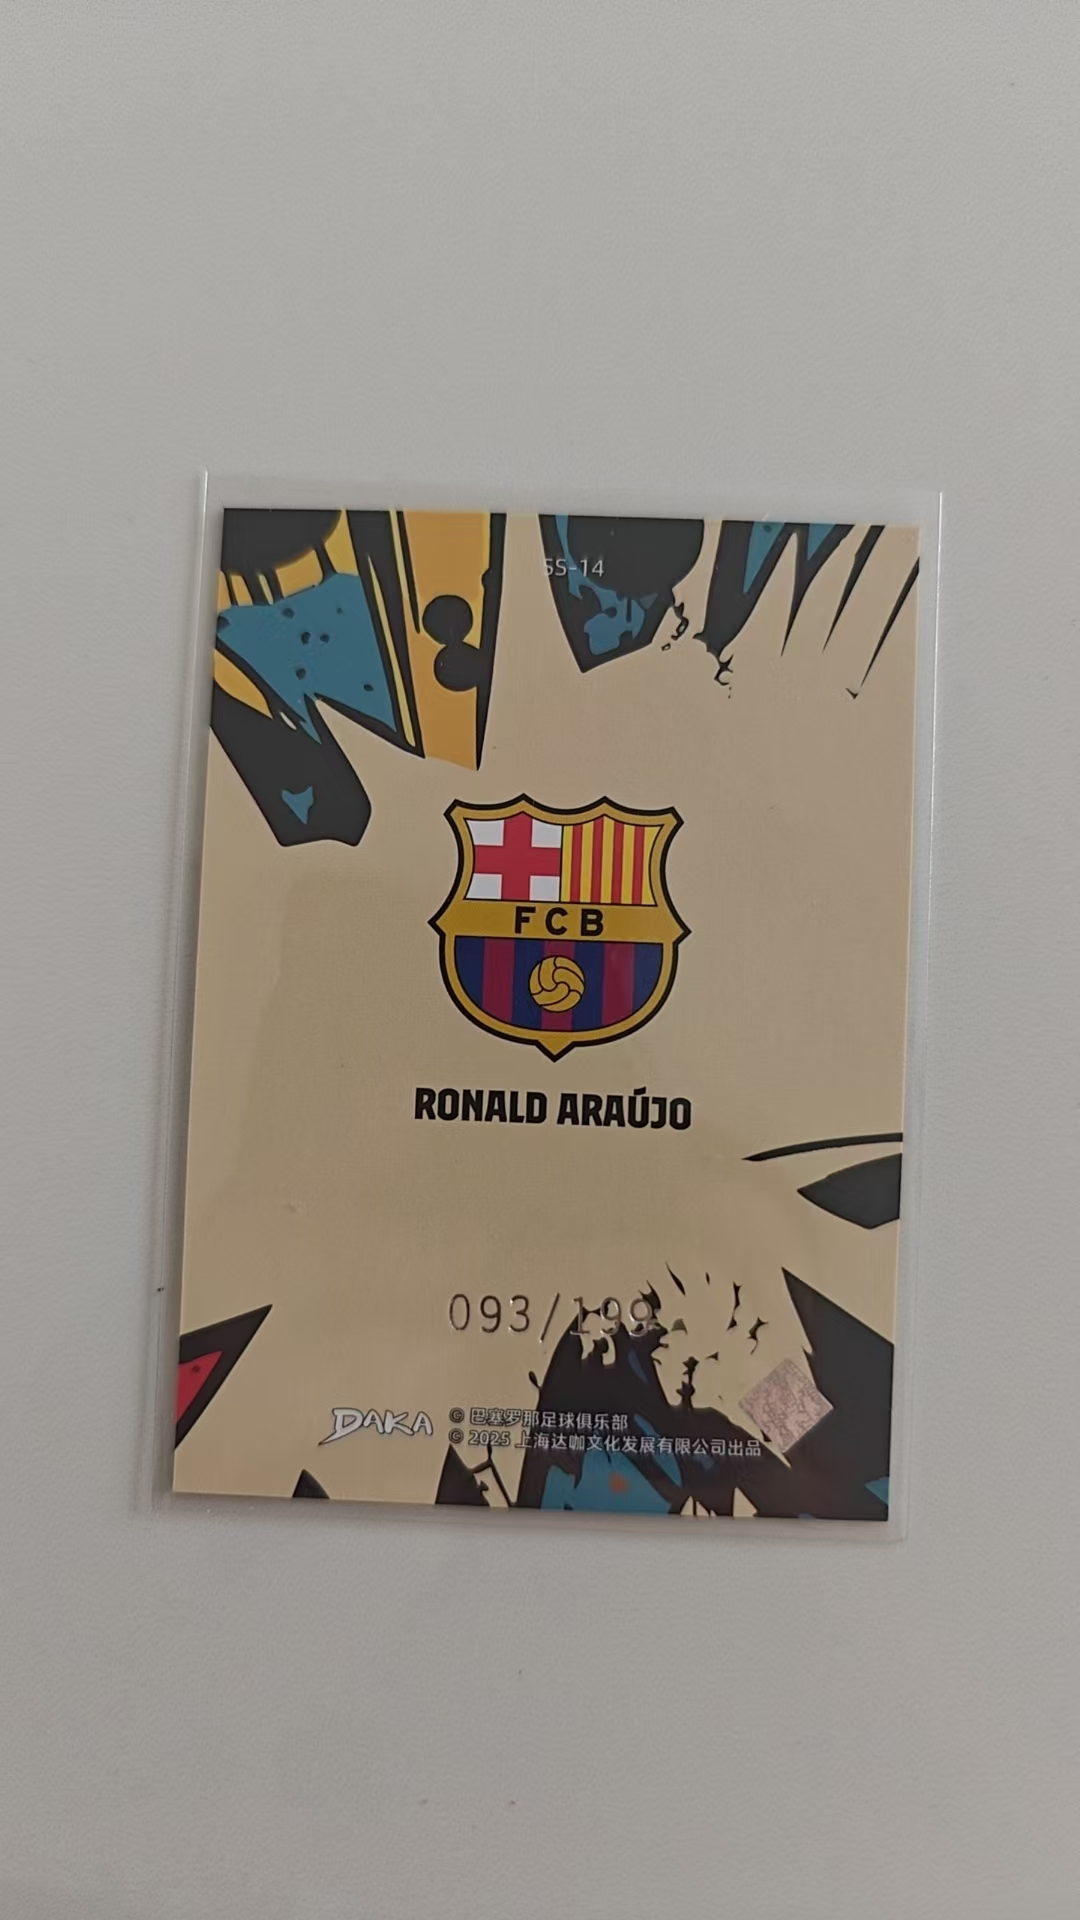 SS-14
FCB
RONALD ARAÚJO
093/199
DAKA
© 巴塞罗那足球俱乐部
© 2025 上海达咖文化发展有限公司出品